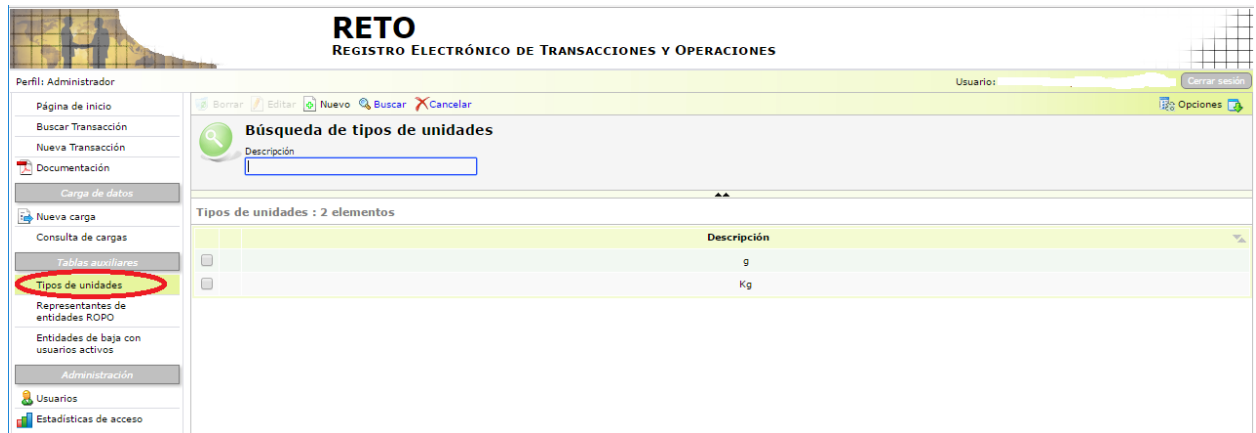 RETO
REGISTRO ELECTRÓNICO DE TRANSACCIONES Y OPERACIONES
Perfil: Administrador
Usuario:
Cerrar sesión
Página de inicio
Buscar Transacción
Nueva Transacción
Documentación
Carga de datos
Nueva carga
Consulta de cargas
Tablas auxiliares
Tipos de unidades
Representantes de
entidades ROPO
Entidades de baja con
usuarios activos
Administración
Usuarios
Estadísticas de acceso
Borrar Editar Nuevo Buscar Cancelar
Opciones
Búsqueda de tipos de unidades
Descripción
Tipos de unidades : 2 elementos
Descripción
g
Kg